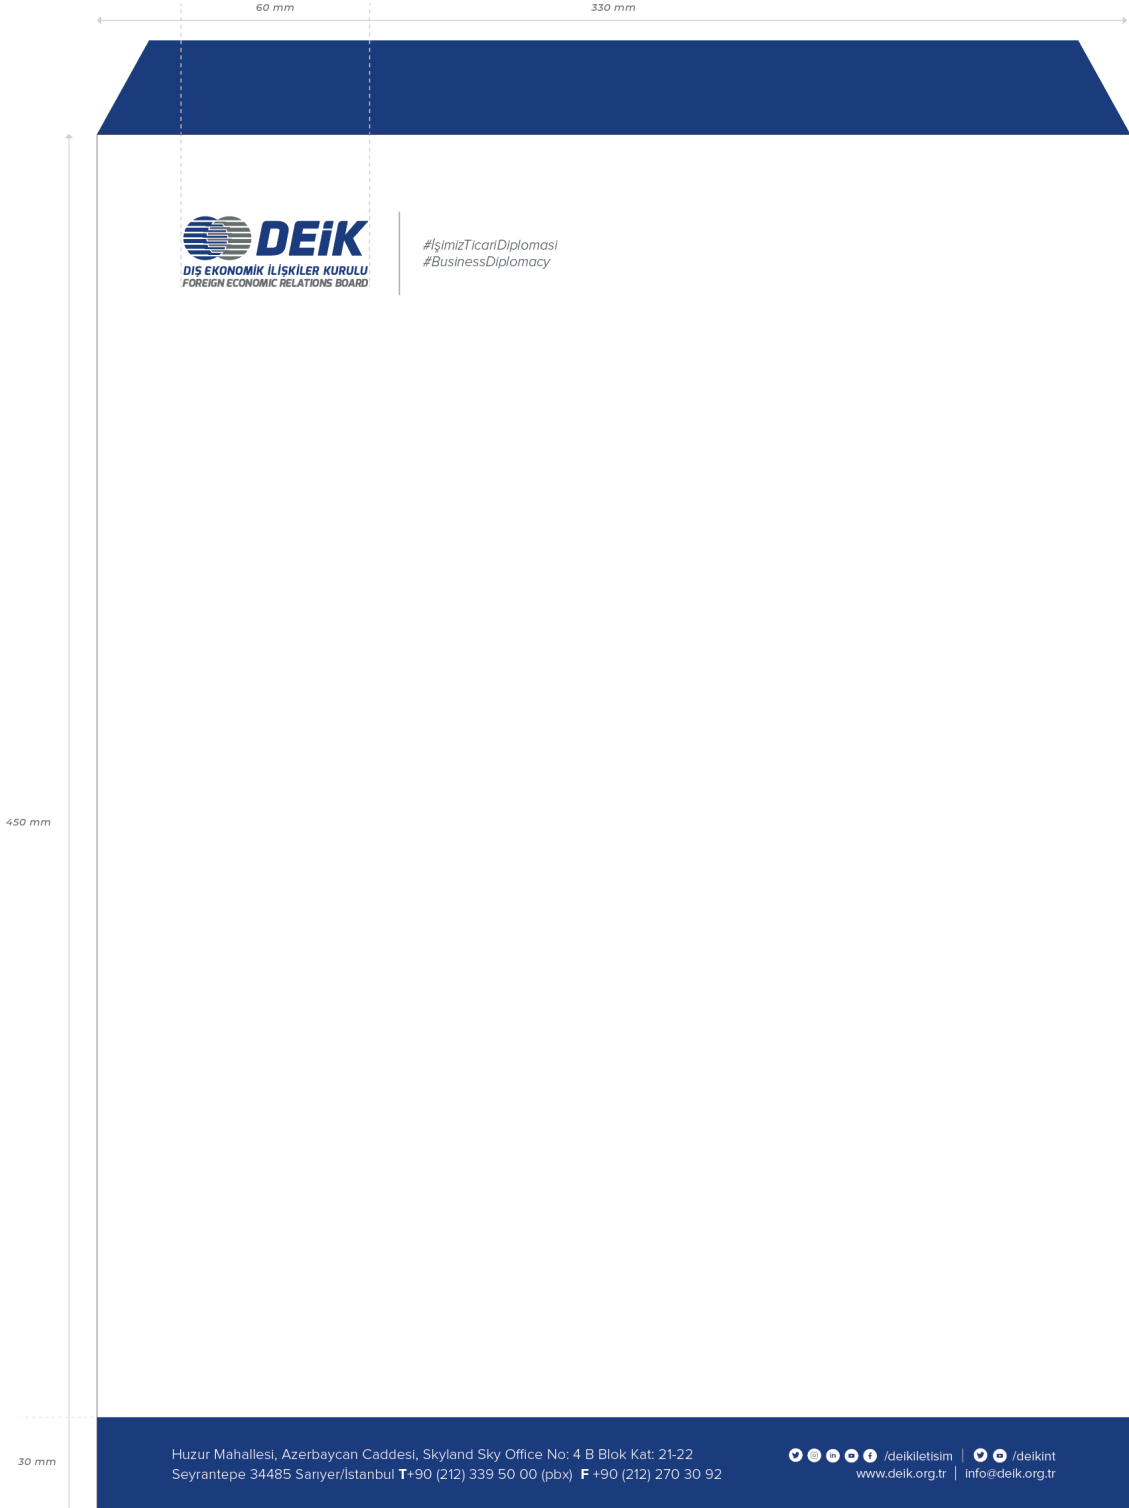 60 mm
330 mm
DEiK
DIŞ EKONOMİK İLİŞKİLER KURULU
FOREIGN ECONOMIC RELATIONS BOARD
#İşimizTicariDiplomasi
#BusinessDiplomacy
450 mm
30 mm
Huzur Mahallesi, Azerbaycan Caddesi, Skyland Sky Office No: 4 B Blok Kat: 21-22
Seyrantepe 34485 Sarıyer/İstanbul T+90 (212) 339 50 00 (pbx) F +90 (212) 270 30 92
/deikiletisim | /deikint
www.deik.org.tr | info@deik.org.tr